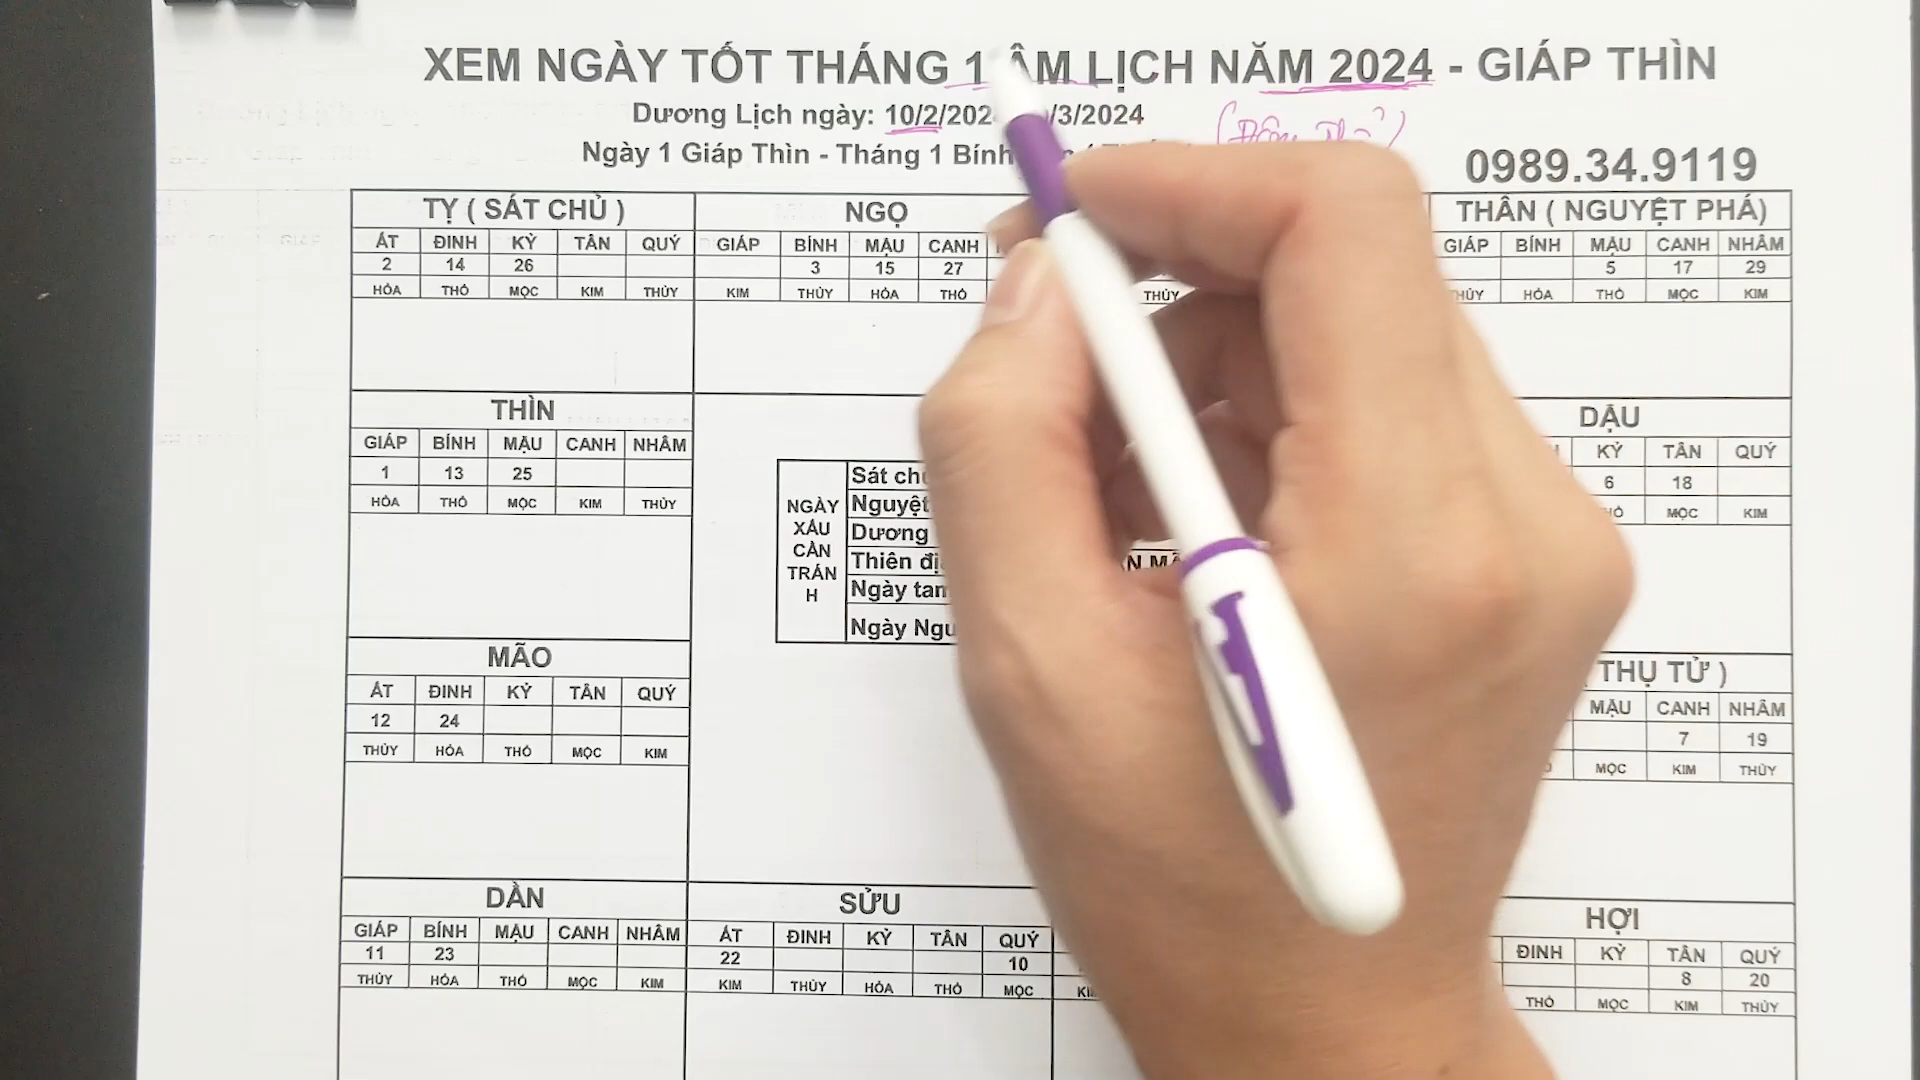 XEM NGÀY TỐT THÁNG 1 ÂM LỊCH NĂM 2024 - GIÁP THÌN
Dương Lịch ngày: 10/2/202 /3/2024
Ngày 1 Giáp Thìn - Tháng 1 Bính
0989.34.9119
TỴ ( SÁT CHỦ ) NGỌ THÂN ( NGUYỆT PHÁ)
ÁT ĐINH KỶ TÂN QUÝ GIÁP BÍNH MẬU CANH GIÁP BÍNH MẬU CANH NHÂM
2 14 26 3 15 27 5 17 29
HỎA THỔ MỘC KIM THỦY KIM THỦY HỎA THỔ THỦY HỎA THỔ MỘC KIM
THÌN DẬU
GIÁP BÍNH MẬU CANH NHÂM KỶ TÂN QUÝ
1 13 25 6 18
HỎA THỔ MỘC KIM THỦY MỘC KIM
NGÀY XẤU CẦN TRÁNH
Sát
Nguyệt
Dương
Thiên
Ngày
Ngày
MÃO THỤ TỬ )
ÁT ĐINH KỶ TÂN QUÝ MẬU CANH NHÂM
12 24 7 19
THỦY HỎA THỔ MỘC KIM MỘC KIM THỦY
DẦN SỬU HỢI
GIÁP BÍNH MẬU CANH NHÂM ÁT ĐINH KỶ TÂN QUÝ ĐINH KỶ TÂN QUÝ
11 23 22 10 8 20
THỦY HỎA THỔ MỘC KIM KIM THỦY HỎA THỔ MỘC THỔ MỘC KIM THỦY